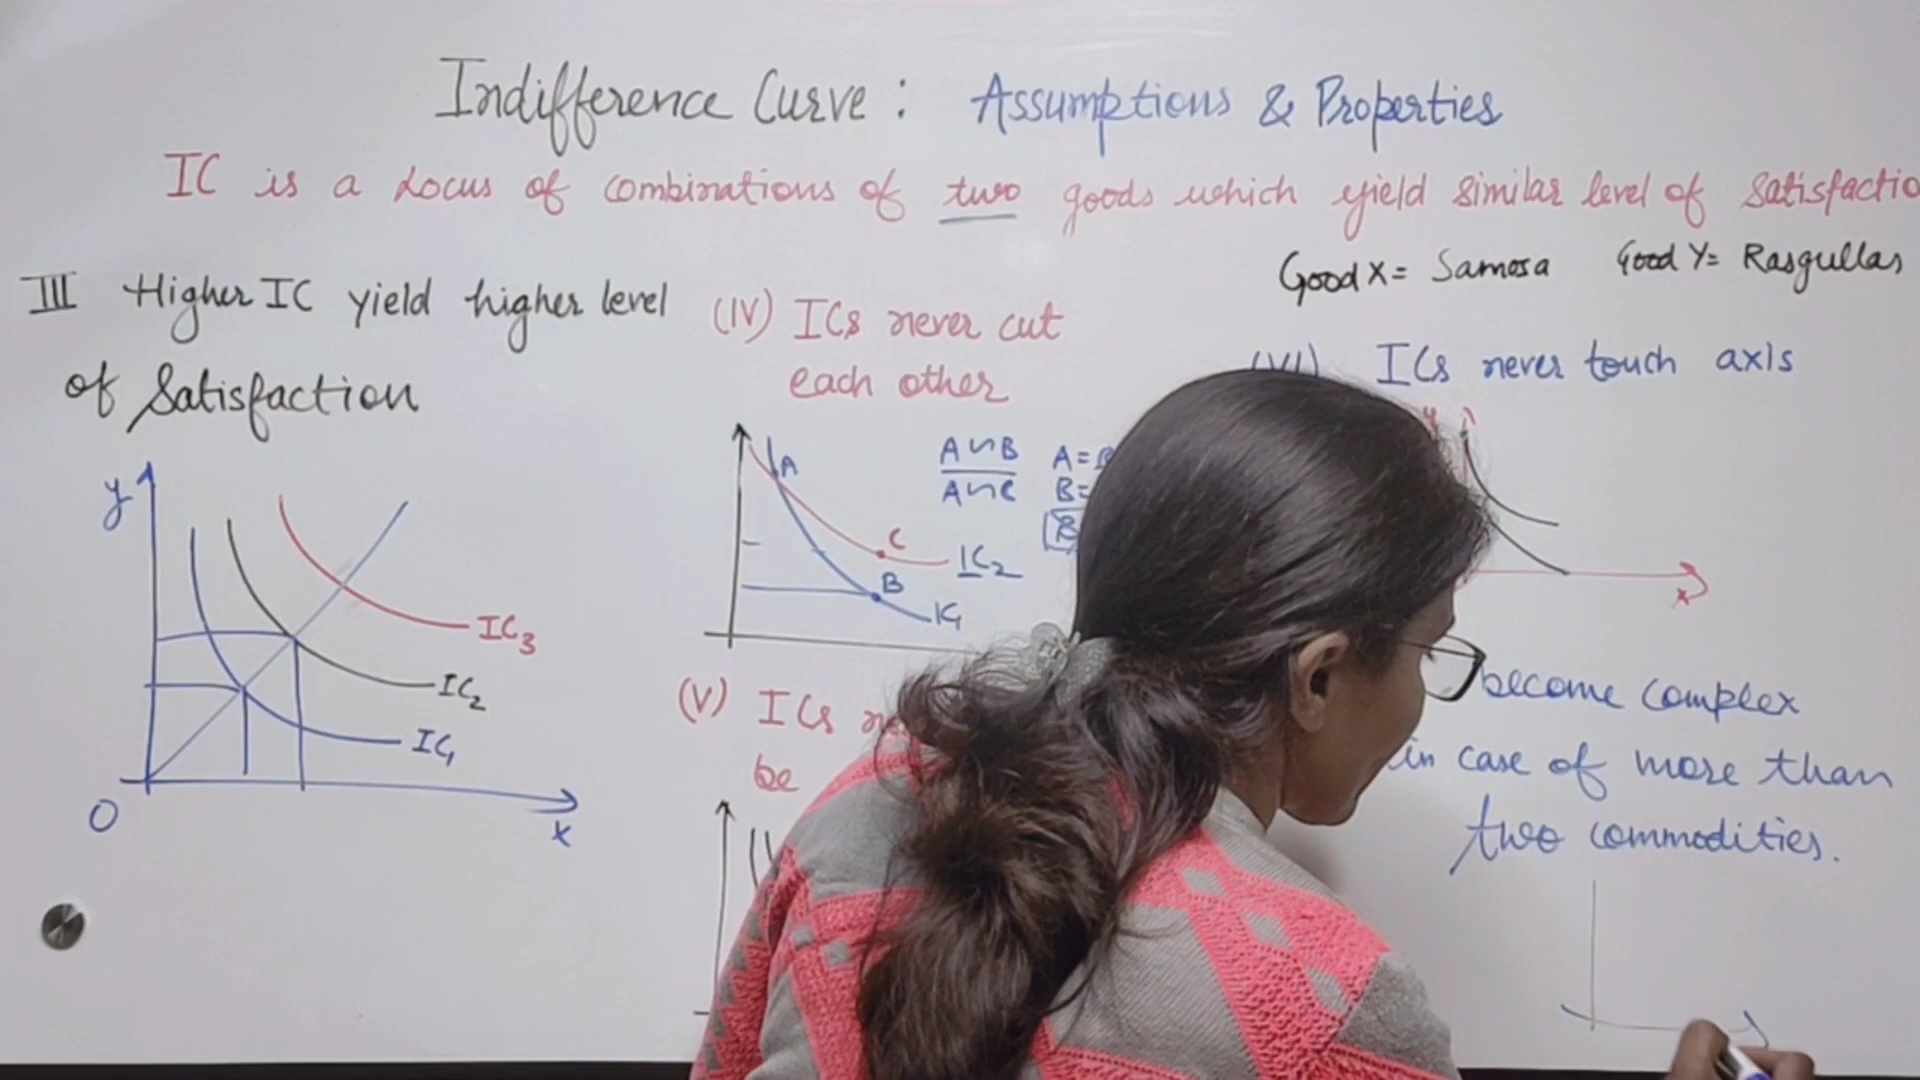 Indifference Curve : Assumptions & Properties
IC is a Locus of combinations of two goods which yield similar level of Satisfactio
Good X = Samosa Good Y = Rasgullas
III Higher IC yield higher level
of Satisfaction
y
IC3
IC2
IC1
O
x
(IV) ICs never cut
each other
A
A∽B A =
A∽C B =
C
IC2
B
IC1
(V) ICs
be
(VI) ICs never touch axis
x
become complex
in case of more than
two commodities.